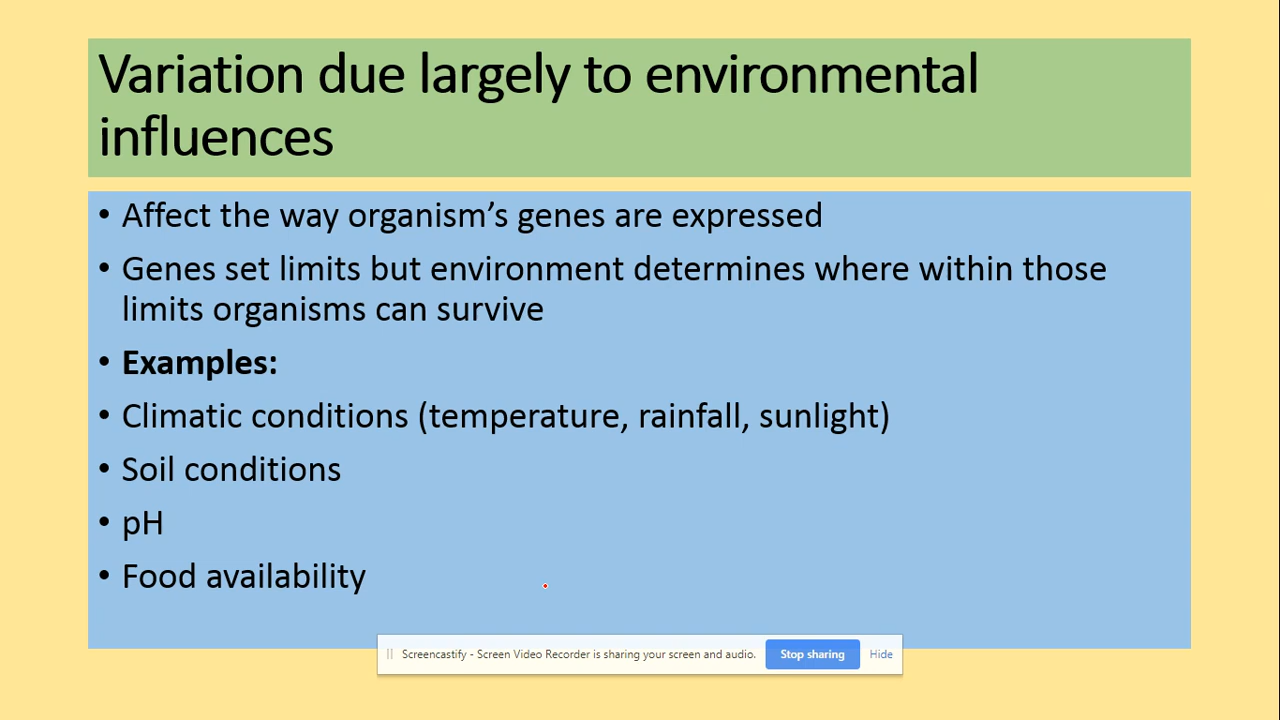 Variation due largely to environmental
influences
• Affect the way organism’s genes are expressed
• Genes set limits but environment determines where within those
limits organisms can survive
• Examples:
• Climatic conditions (temperature, rainfall, sunlight)
• Soil conditions
• pH
• Food availability
Screencastify - Screen Video Recorder is sharing your screen and audio. Stop sharing Hide